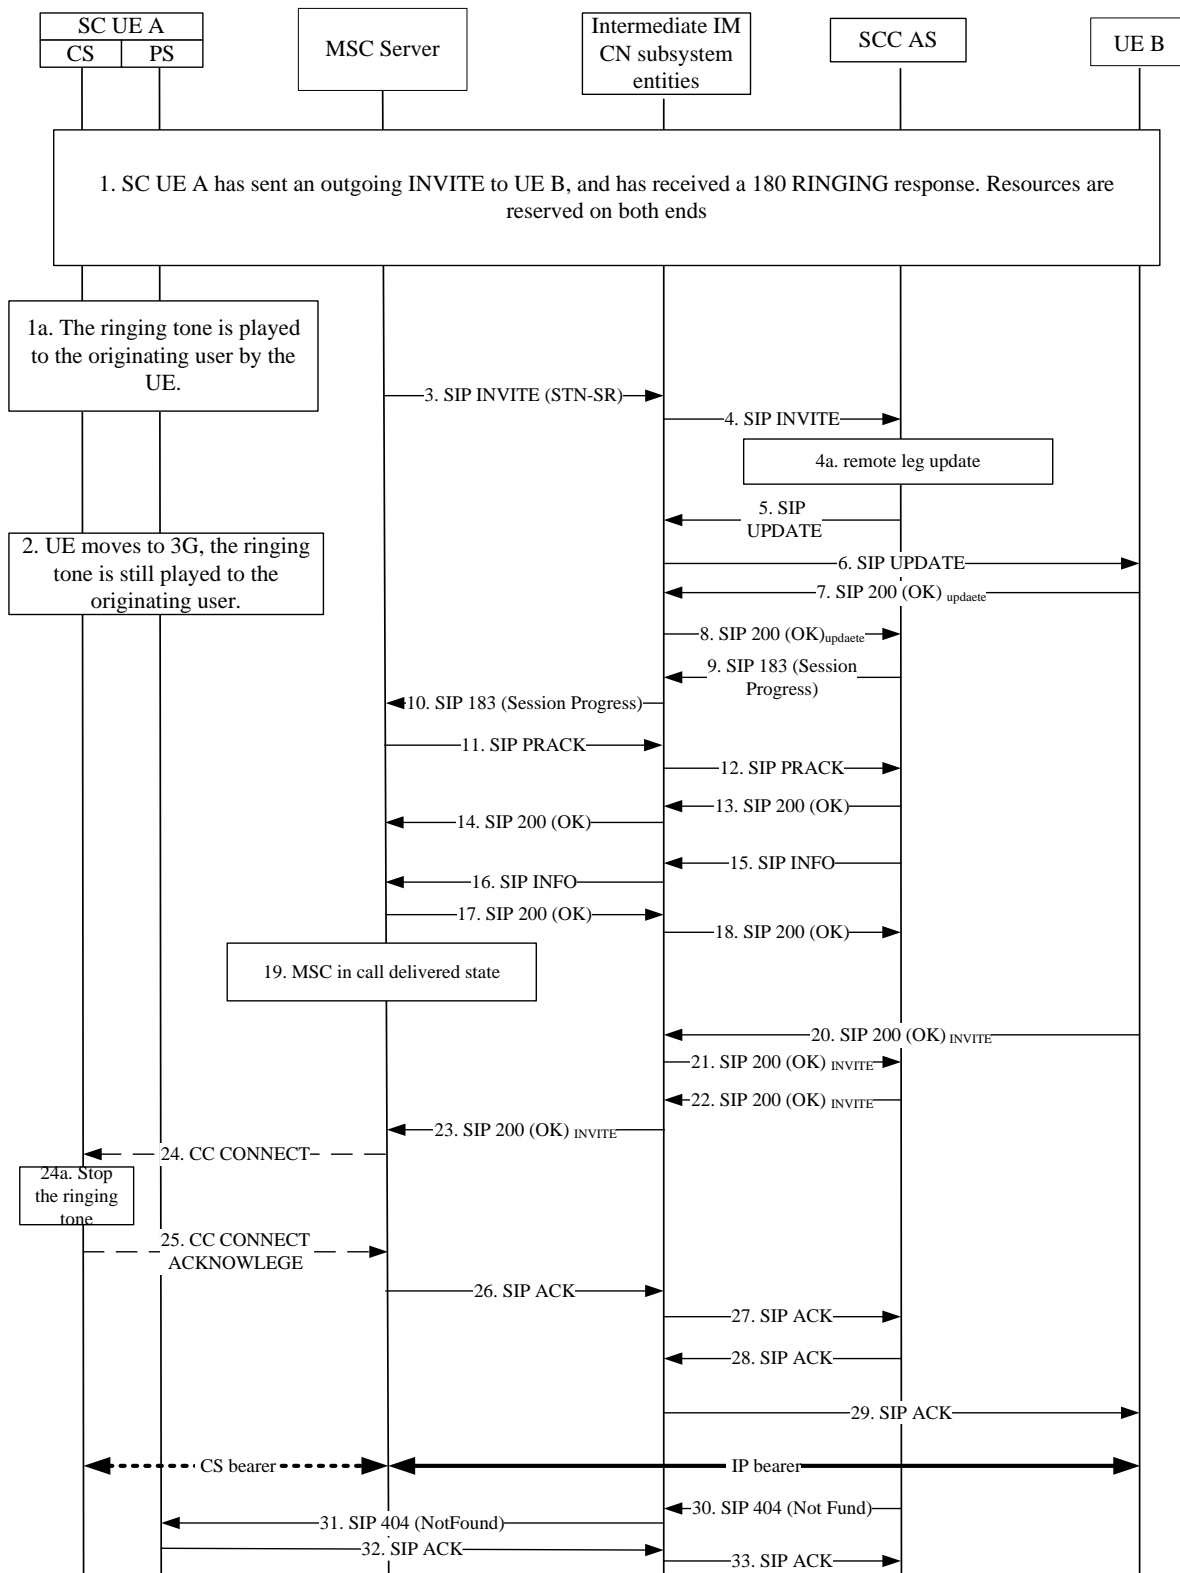 SC UE A
CS
PS
MSC Server
Intermediate IM
CN subsystem
entities
SCC AS
UE B
1. SC UE A has sent an outgoing INVITE to UE B, and has received a 180 RINGING response. Resources are
reserved on both ends
1a. The ringing tone is played
to the originating user by the
UE.
3. SIP INVITE (STN-SR)
4. SIP INVITE
4a. remote leg update
5. SIP
UPDATE
2. UE moves to 3G, the ringing
tone is still played to the
originating user.
6. SIP UPDATE
7. SIP 200 (OK) updaete
8. SIP 200 (OK)updaete
9. SIP 183 (Session
Progress)
10. SIP 183 (Session Progress)
11. SIP PRACK
12. SIP PRACK
13. SIP 200 (OK)
14. SIP 200 (OK)
15. SIP INFO
16. SIP INFO
17. SIP 200 (OK)
18. SIP 200 (OK)
19. MSC in call delivered state
20. SIP 200 (OK) INVITE
21. SIP 200 (OK) INVITE
22. SIP 200 (OK) INVITE
23. SIP 200 (OK) INVITE
24. CC CONNECT
24a. Stop
the ringing
tone
25. CC CONNECT
ACKNOWLEGE
26. SIP ACK
27. SIP ACK
28. SIP ACK
29. SIP ACK
CS bearer
IP bearer
30. SIP 404 (Not Fund)
31. SIP 404 (NotFound)
32. SIP ACK
33. SIP ACK